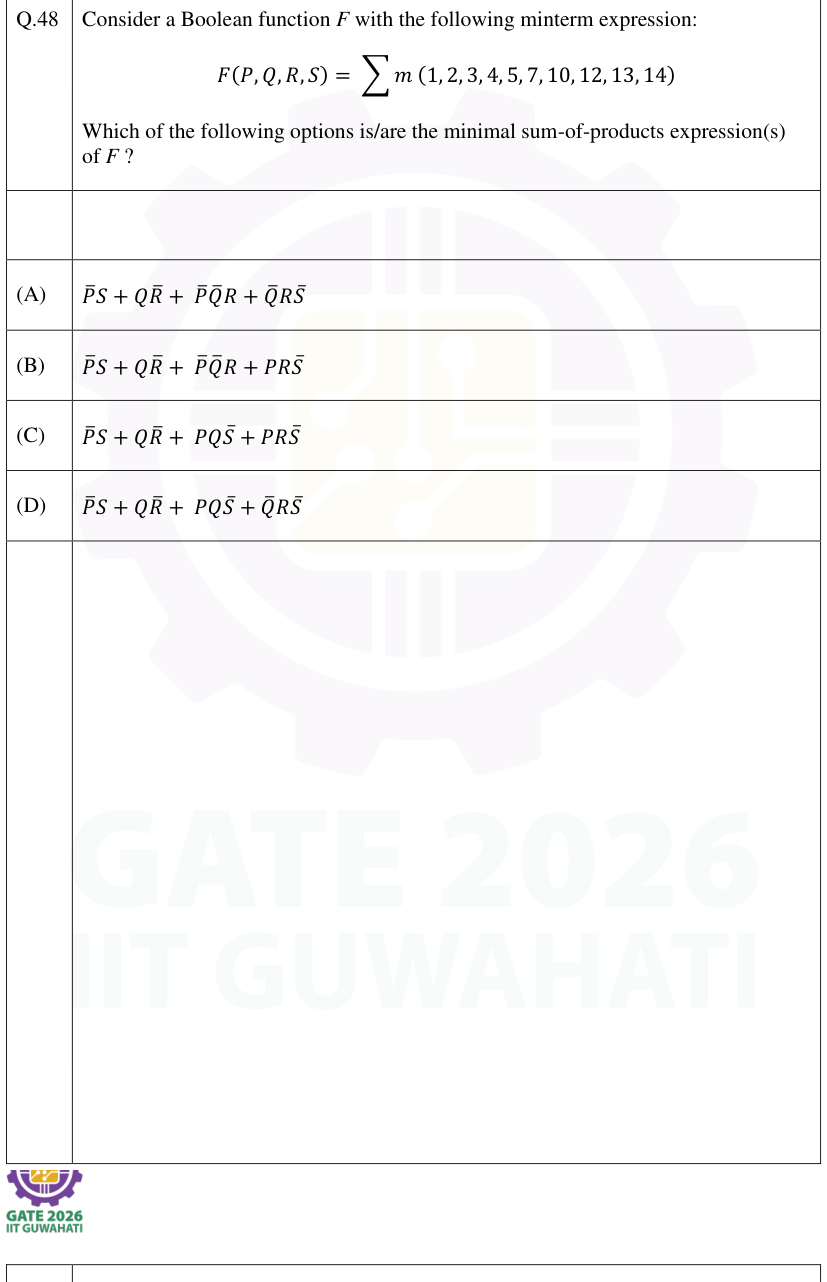 Q.48 Consider a Boolean function F with the following minterm expression:
F(P, Q, R, S) = ∑ m (1, 2, 3, 4, 5, 7, 10, 12, 13, 14)
Which of the following options is/are the minimal sum-of-products expression(s)
of F ?
(A) P̄S + QR̄ + P̄Q̄R + Q̄RS̄
(B) P̄S + QR̄ + P̄Q̄R + PRS̄
(C) P̄S + QR̄ + PQS̄ + PRS̄
(D) P̄S + QR̄ + PQS̄ + Q̄RS̄
GATE 2026
IIT GUWAHATI
GATE 2026
IIT GUWAHATI